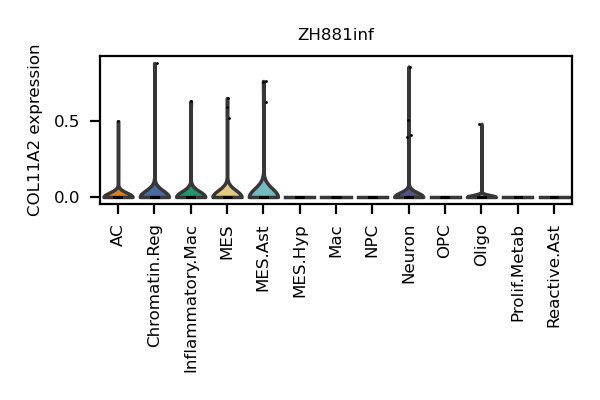 ZH881inf
COL11A2 expression
0.5
0.0
AC
Chromatin.Reg
Inflammatory.Mac
MES
MES.Ast
MES.Hyp
Mac
NPC
Neuron
OPC
Oligo
Prolif.Metab
Reactive.Ast